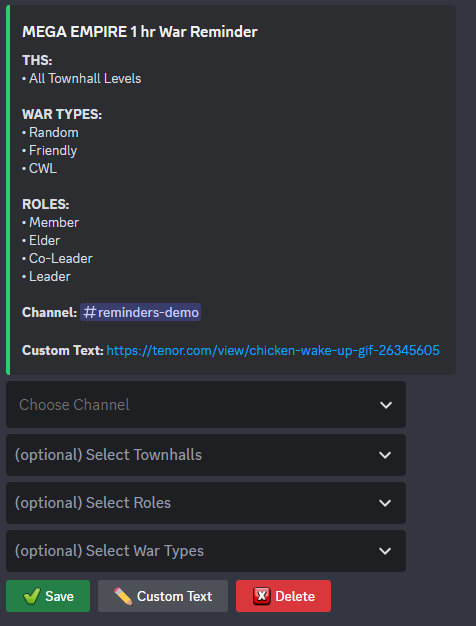 MEGA EMPIRE 1 hr War Reminder
THS:
• All Townhall Levels
WAR TYPES:
• Random
• Friendly
• CWL
ROLES:
• Member
• Elder
• Co-Leader
• Leader
Channel: #reminders-demo
Custom Text: https://tenor.com/view/chicken-wake-up-gif-26345605
Choose Channel
(optional) Select Townhalls
(optional) Select Roles
(optional) Select War Types
Save Custom Text Delete